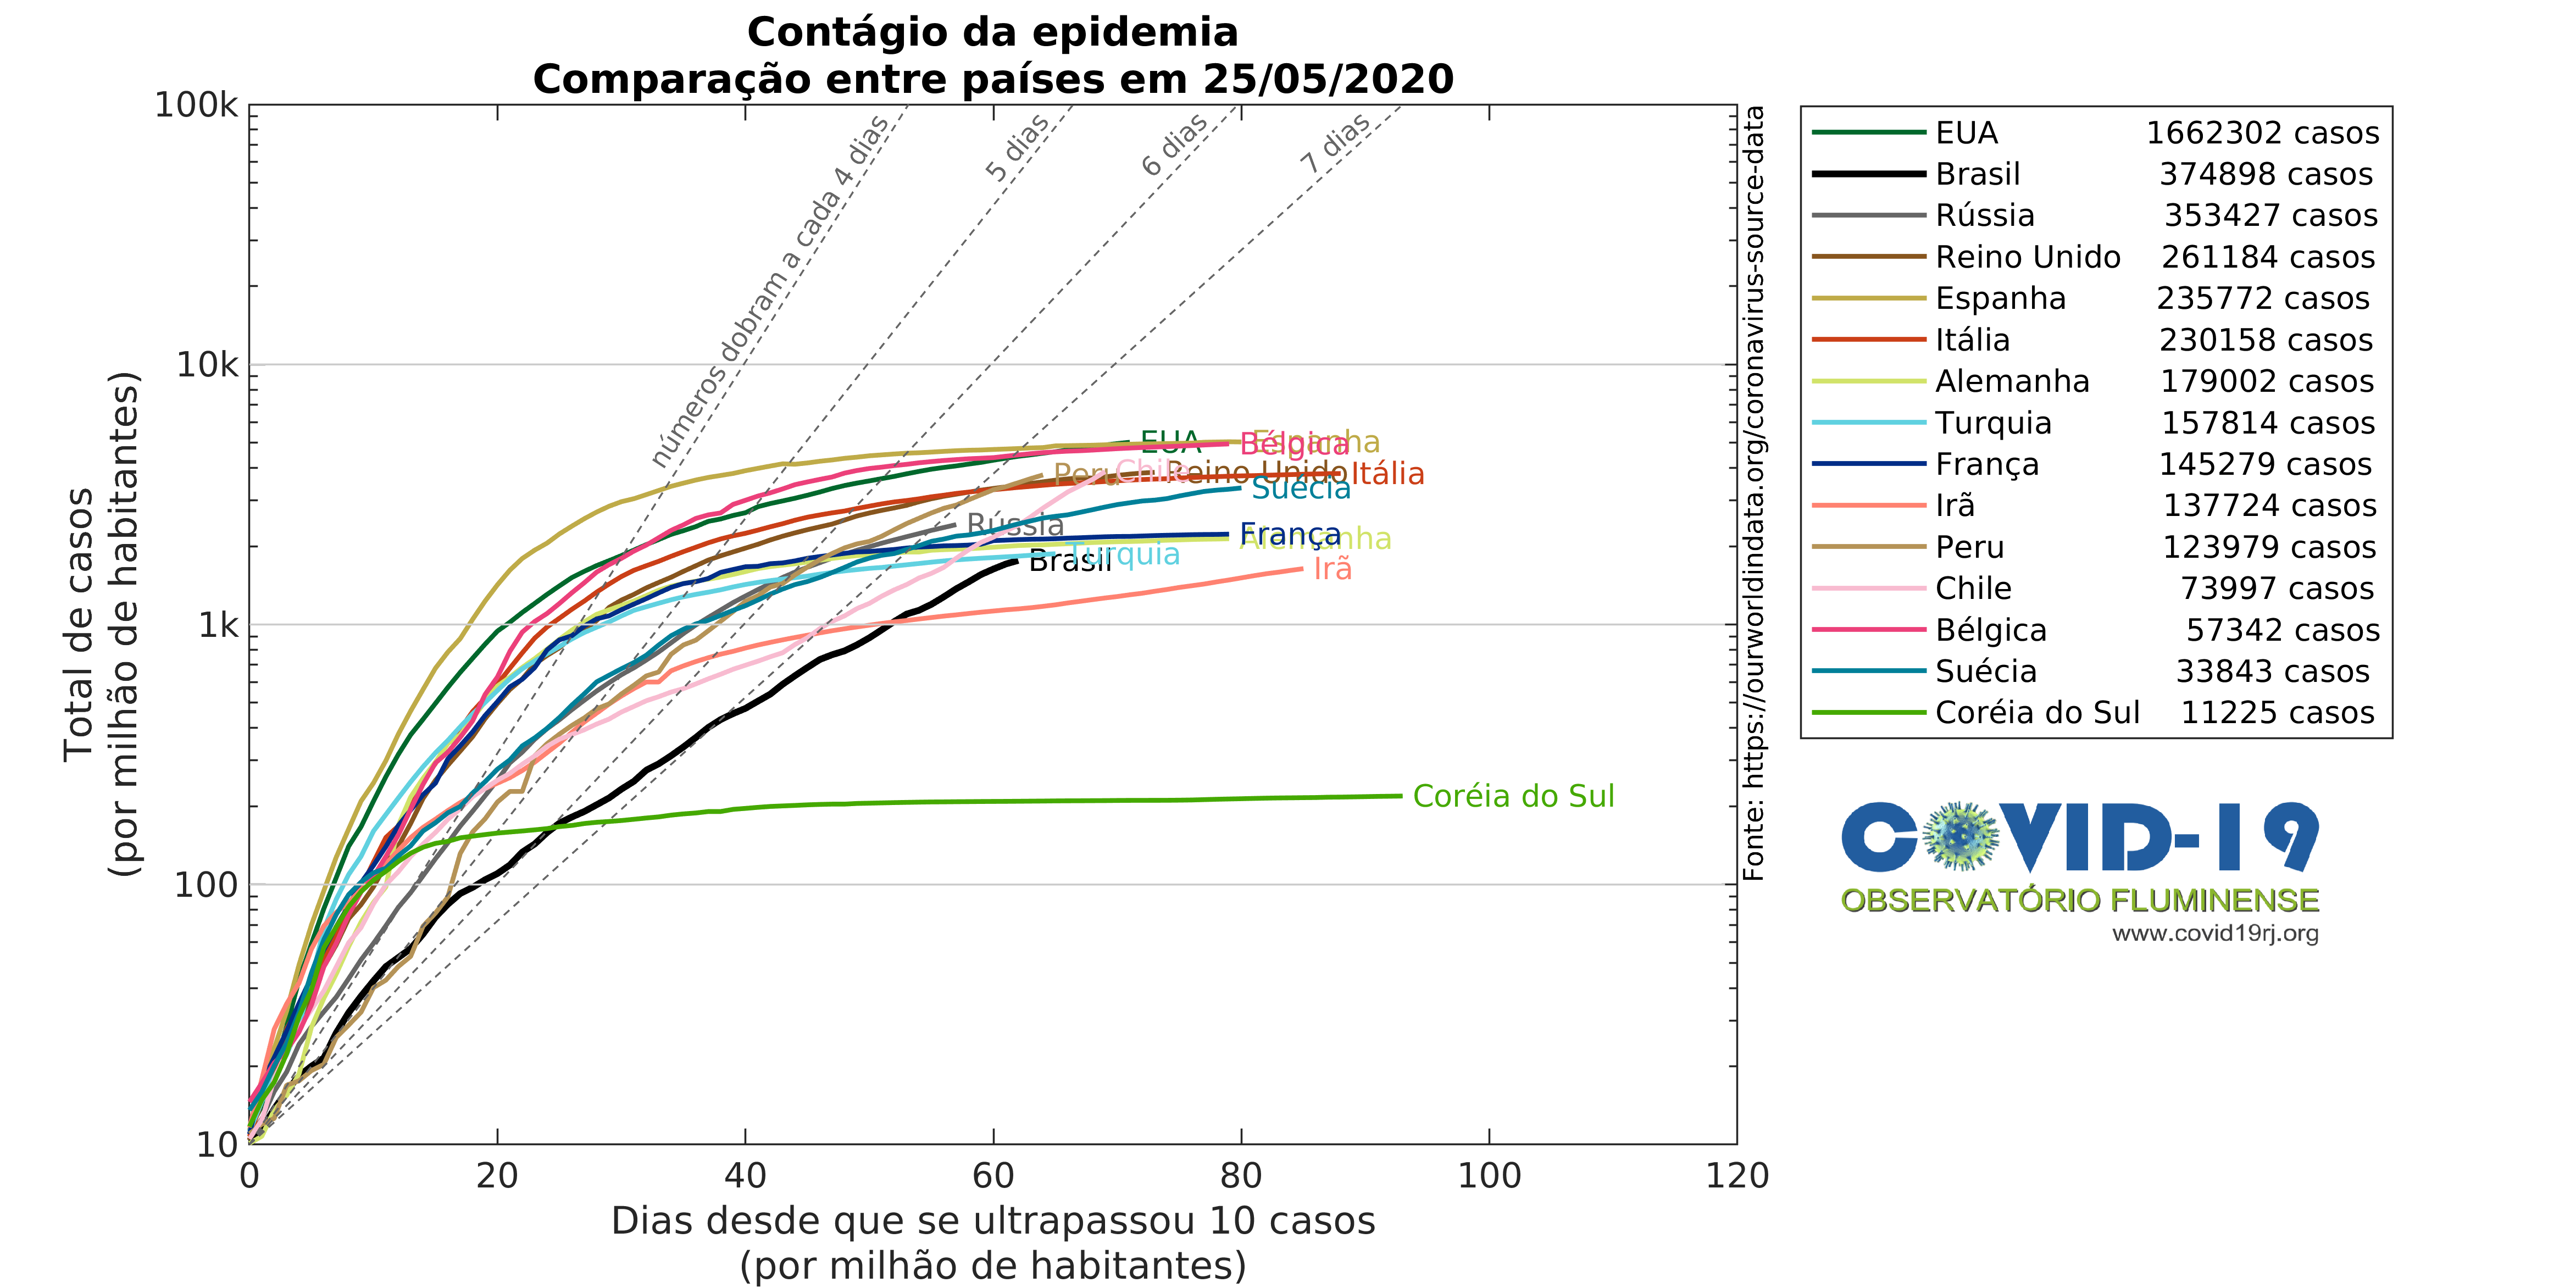 Contágio da epidemia
Comparação entre países em 25/05/2020
Total de casos
(por milhão de habitantes)
100k
10k
1k
100
10
0 20 40 60 80 100 120
Dias desde que se ultrapassou 10 casos
(por milhão de habitantes)
números dobram a cada 4 dias
5 dias
6 dias
7 dias
EUA
Espanha
Bélgica
Peru
Chile
Reino Unido
Itália
Suécia
Rússia
França
Alemanha
Turquia
Brasil
Irã
Coréia do Sul
Fonte: https://ourworldindata.org/coronavirus-source-data
EUA 1662302 casos
Brasil 374898 casos
Rússia 353427 casos
Reino Unido 261184 casos
Espanha 235772 casos
Itália 230158 casos
Alemanha 179002 casos
Turquia 157814 casos
França 145279 casos
Irã 137724 casos
Peru 123979 casos
Chile 73997 casos
Bélgica 57342 casos
Suécia 33843 casos
Coréia do Sul 11225 casos
COVID-19
OBSERVATÓRIO FLUMINENSE
www.covid19rj.org